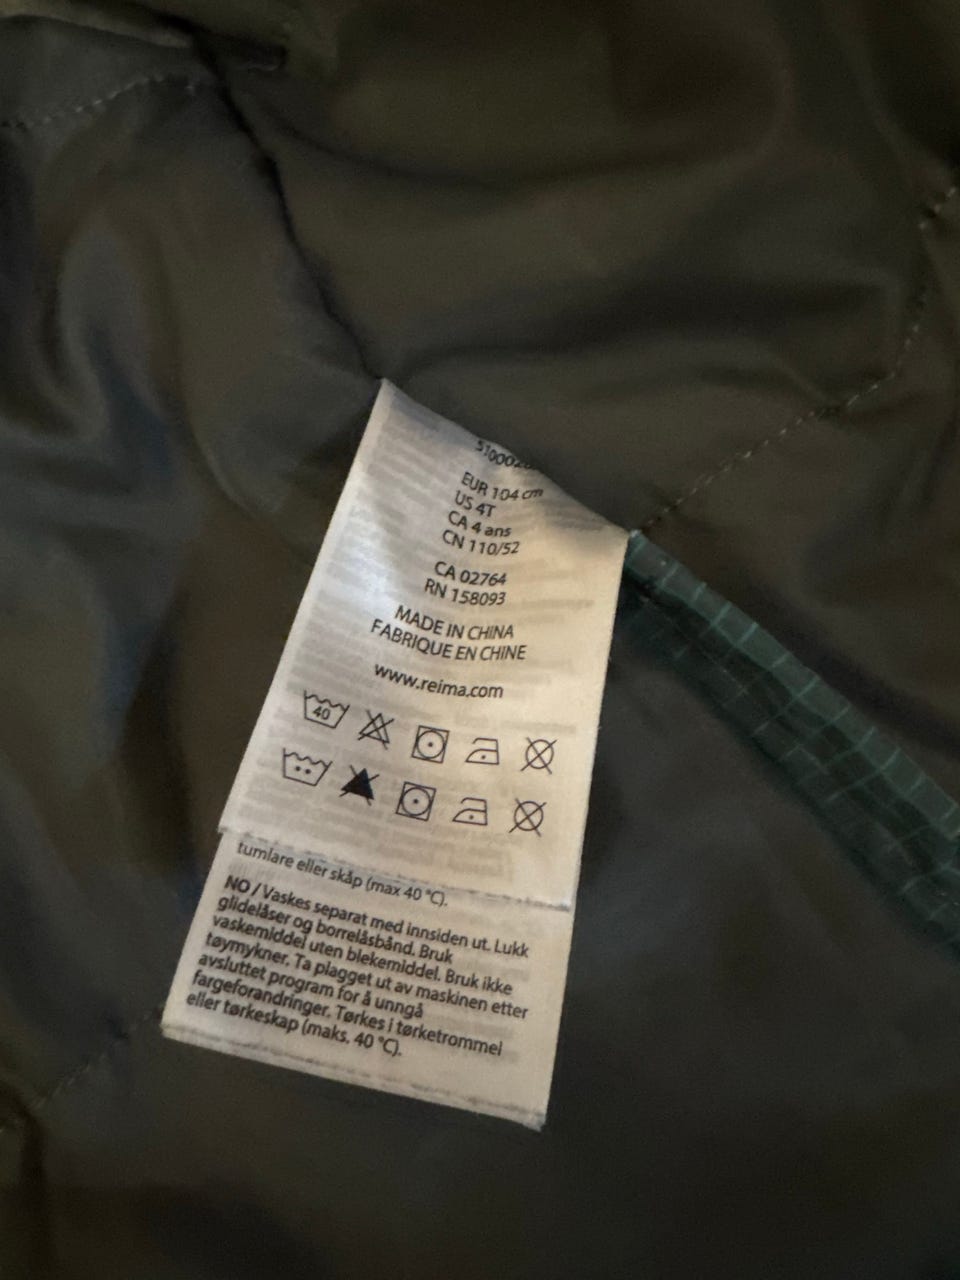 EUR 104 cm
US 4T
CA 4 ans
CN 110/52
CA 02764
RN 158093
MADE IN CHINA
FABRIQUE EN CHINE
www.reima.com
40
tumlare eller skåp (max 40 °C).
NO / Vaskes separat med innsiden ut. Lukk
glidelåser og borrelåsbånd. Bruk
vaskemiddel uten blekemiddel. Bruk ikke
tøymykner. Ta plagget ut av maskinen etter
avsluttet program for å unngå
fargeforandringer. Tørkes i tørketrommel
eller tørkeskap (maks. 40 °C).